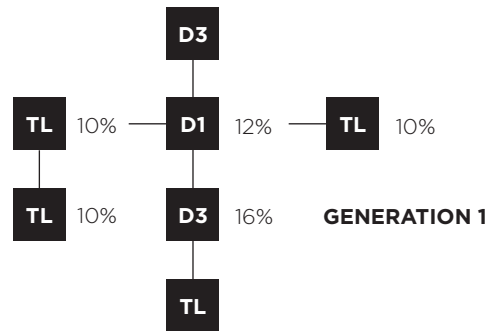 D3
TL 10% D1 12% TL 10%
TL 10% D3 16% GENERATION 1
TL